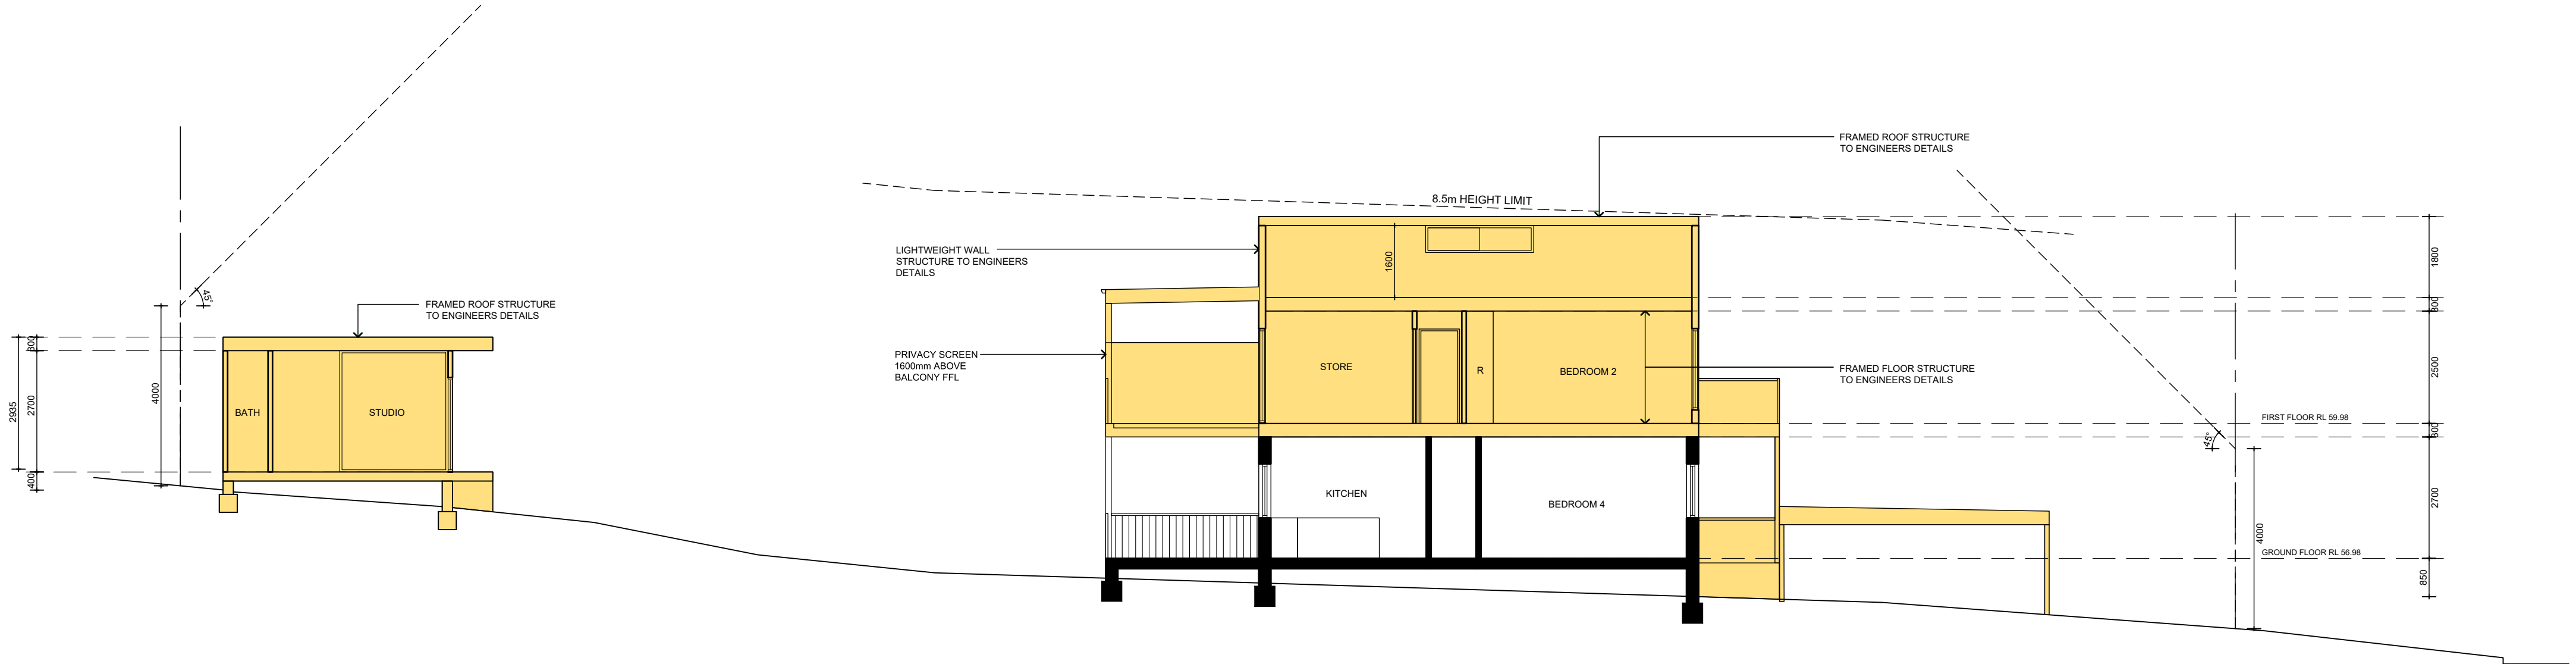 FRAMED ROOF STRUCTURE
TO ENGINEERS DETAILS
8.5m HEIGHT LIMIT
LIGHTWEIGHT WALL
STRUCTURE TO ENGINEERS
DETAILS
1600
1800
45°
FRAMED ROOF STRUCTURE
TO ENGINEERS DETAILS
300
300
PRIVACY SCREEN
1600mm ABOVE
BALCONY FFL
STORE
R
BEDROOM 2
FRAMED FLOOR STRUCTURE
TO ENGINEERS DETAILS
2500
4000
2935
2700
BATH
STUDIO
FIRST FLOOR RL 59.98
300
45°
400
KITCHEN
BEDROOM 4
2700
4000
GROUND FLOOR RL 56.98
850